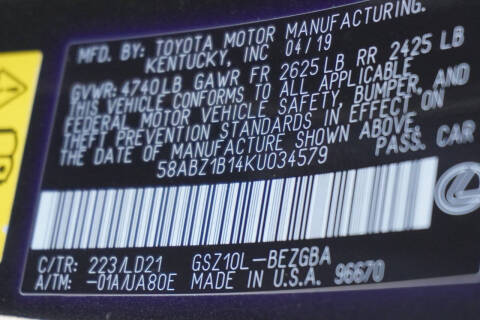 MFD. BY: TOYOTA MOTOR MANUFACTURING.
KENTUCKY, INC 04/19
GVWR: 4740LB GAWR FR 2625LB RR 2425 LB
THIS VEHICLE CONFORMS TO ALL APPLICABLE
FEDERAL MOTOR VEHICLE SAFETY, BUMPER, AND
THEFT PREVENTION STANDARDS IN EFFECT ON
THE DATE OF MANUFACTURE SHOWN ABOVE.
58ABZ1B14KU034579 PASS. CAR
C/TR: 223/LD21 GSZ10L-BEZGBA
A/TM: -01A/UA80E MADE IN U.S.A. 96670